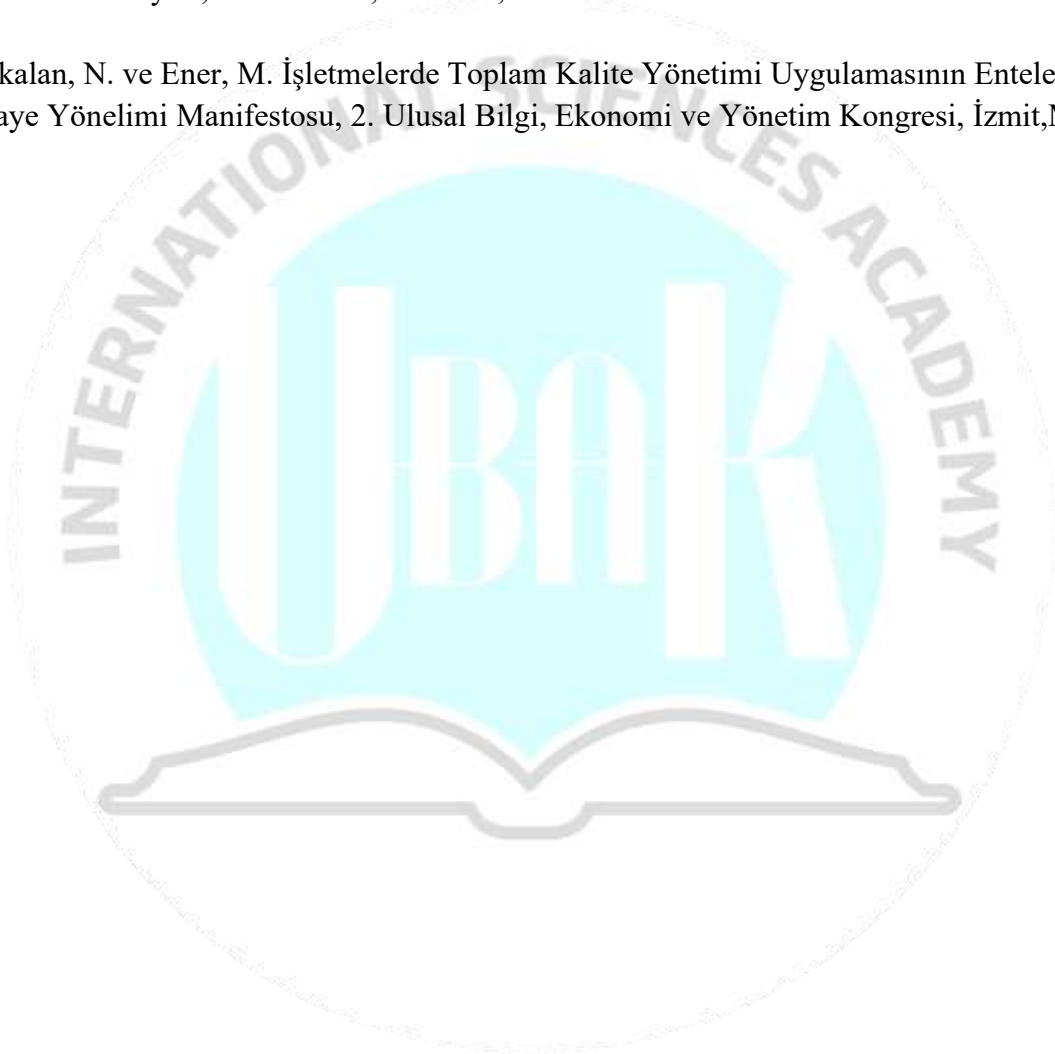 kalan, N. ve Ener, M. İşletmelerde Toplam Kalite Yönetimi Uygulamasının Entele
aye Yönelimi Manifestosu, 2. Ulusal Bilgi, Ekonomi ve Yönetim Kongresi, İzmit,
INTERNATIONAL SCIENCES ACADEMY
UBAK